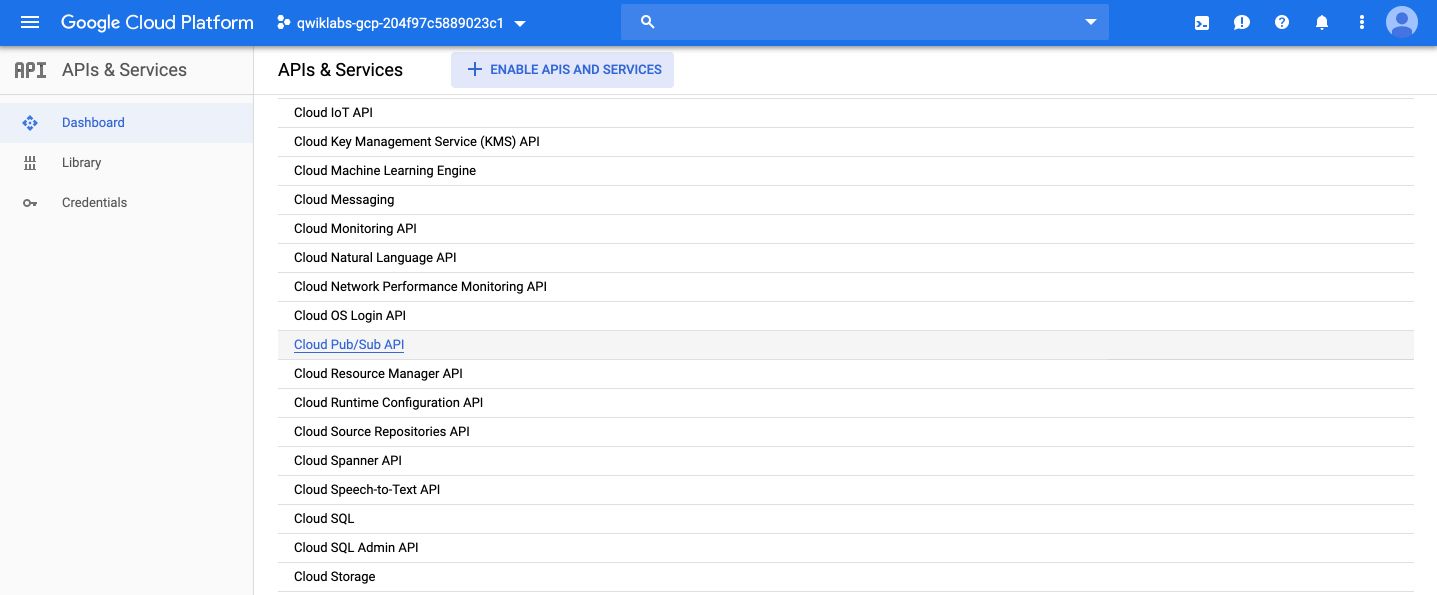 Google Cloud Platform
qwiklabs-gcp-204f97c5889023c1
API APIs & Services
APIs & Services
ENABLE APIS AND SERVICES
Dashboard
Library
Credentials
Cloud IoT API
Cloud Key Management Service (KMS) API
Cloud Machine Learning Engine
Cloud Messaging
Cloud Monitoring API
Cloud Natural Language API
Cloud Network Performance Monitoring API
Cloud OS Login API
Cloud Pub/Sub API
Cloud Resource Manager API
Cloud Runtime Configuration API
Cloud Source Repositories API
Cloud Spanner API
Cloud Speech-to-Text API
Cloud SQL
Cloud SQL Admin API
Cloud Storage